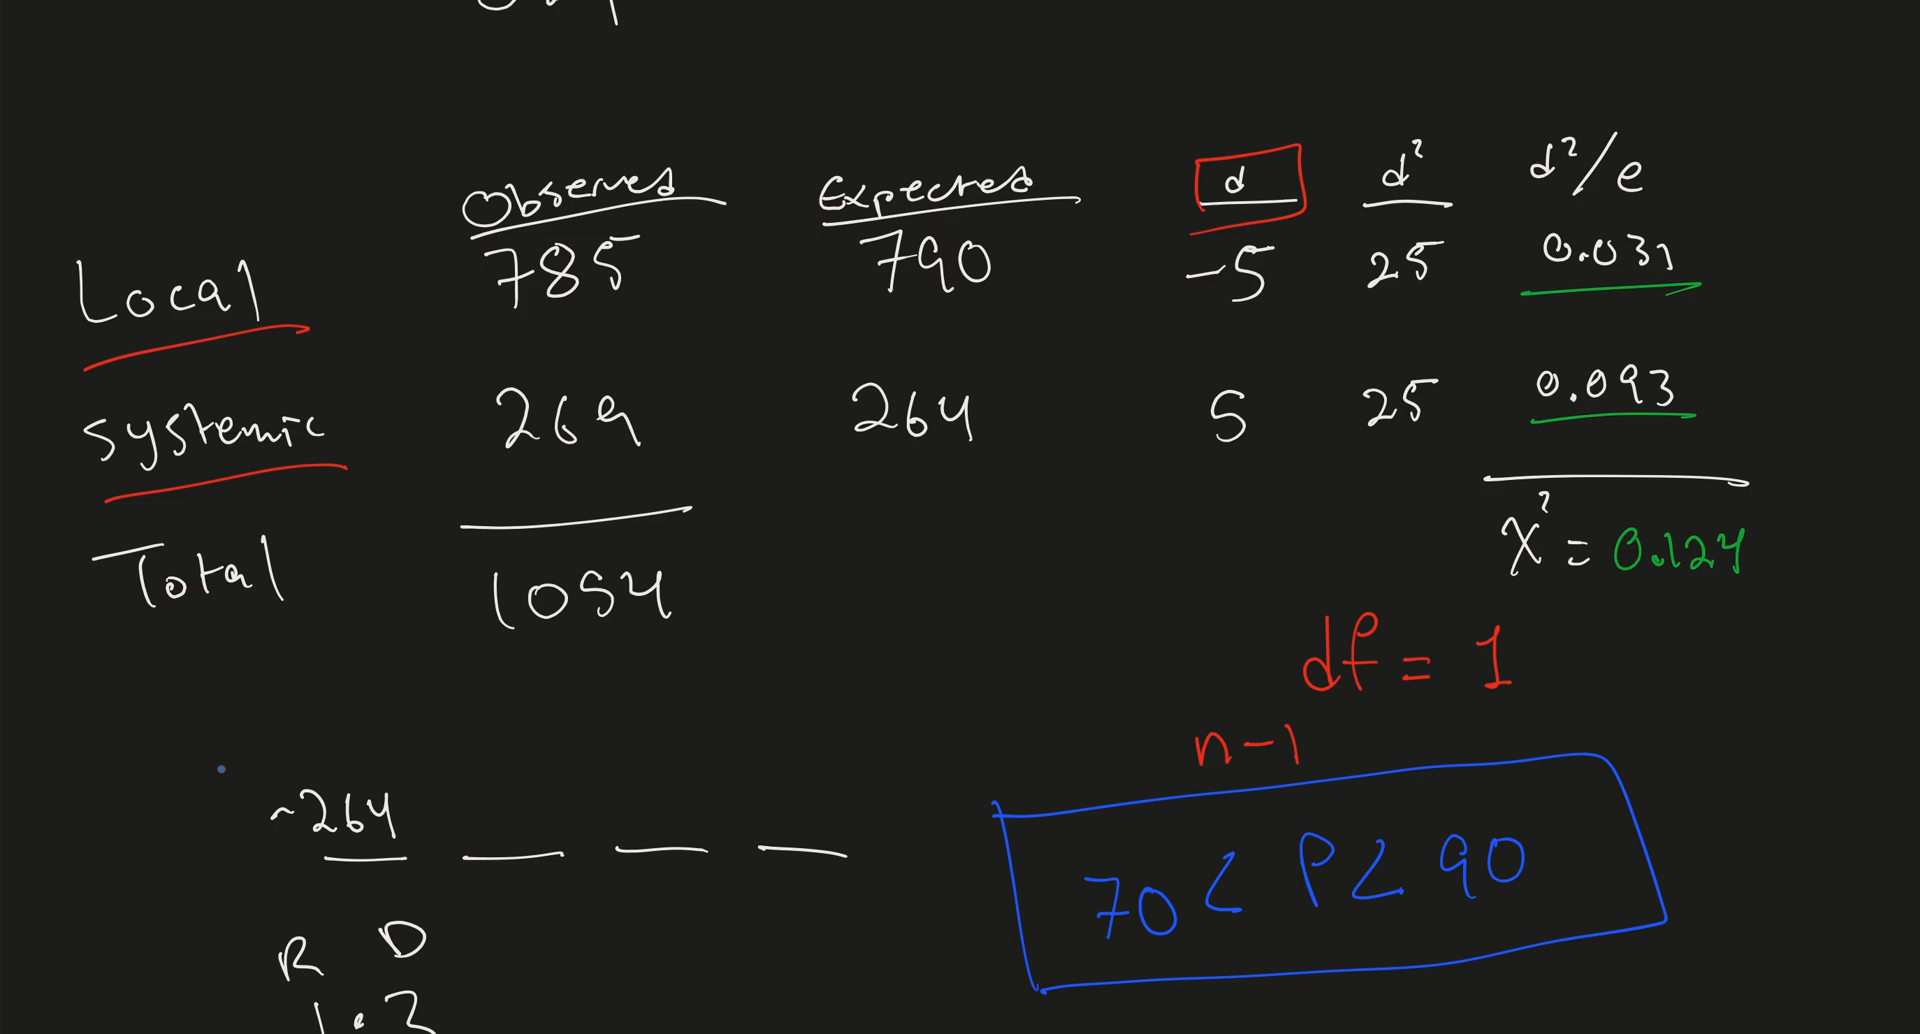 Observed Expected d d² d²/e
Local 785 790 -5 25 0.031
Systemic 269 264 5 25 0.093
Total 1054 χ² = 0.124
df = 1
n-1
~264
70 < P < 90
R D
1:3